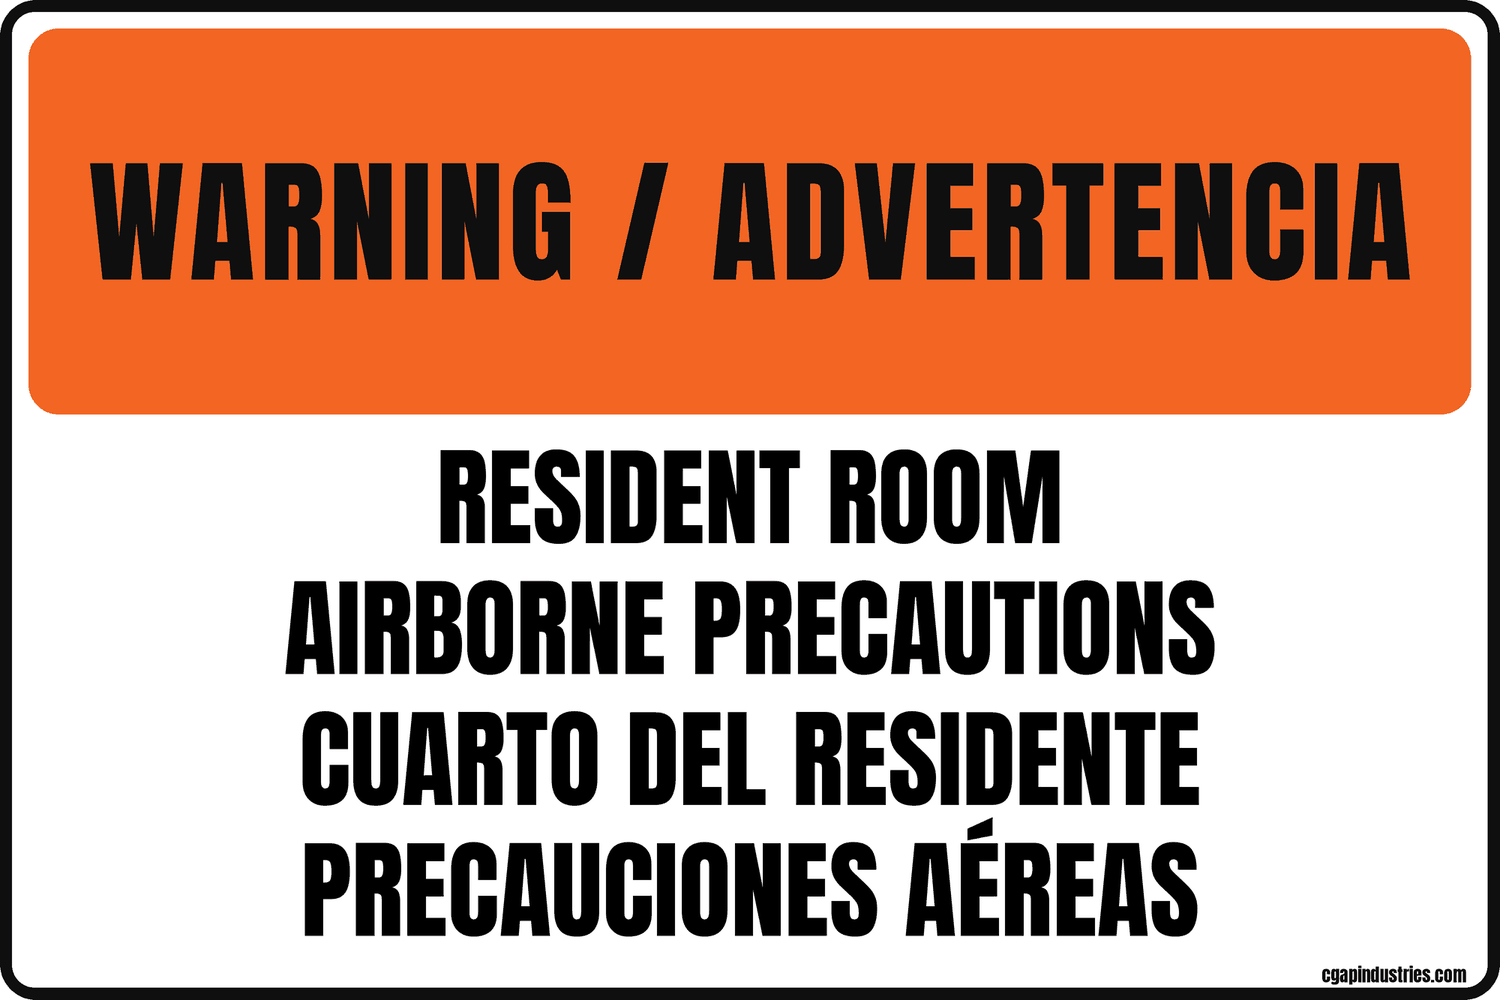 WARNING / ADVERTENCIA
RESIDENT ROOM
AIRBORNE PRECAUTIONS
CUARTO DEL RESIDENTE
PRECAUCIONES AÉREAS
cgapindustries.com